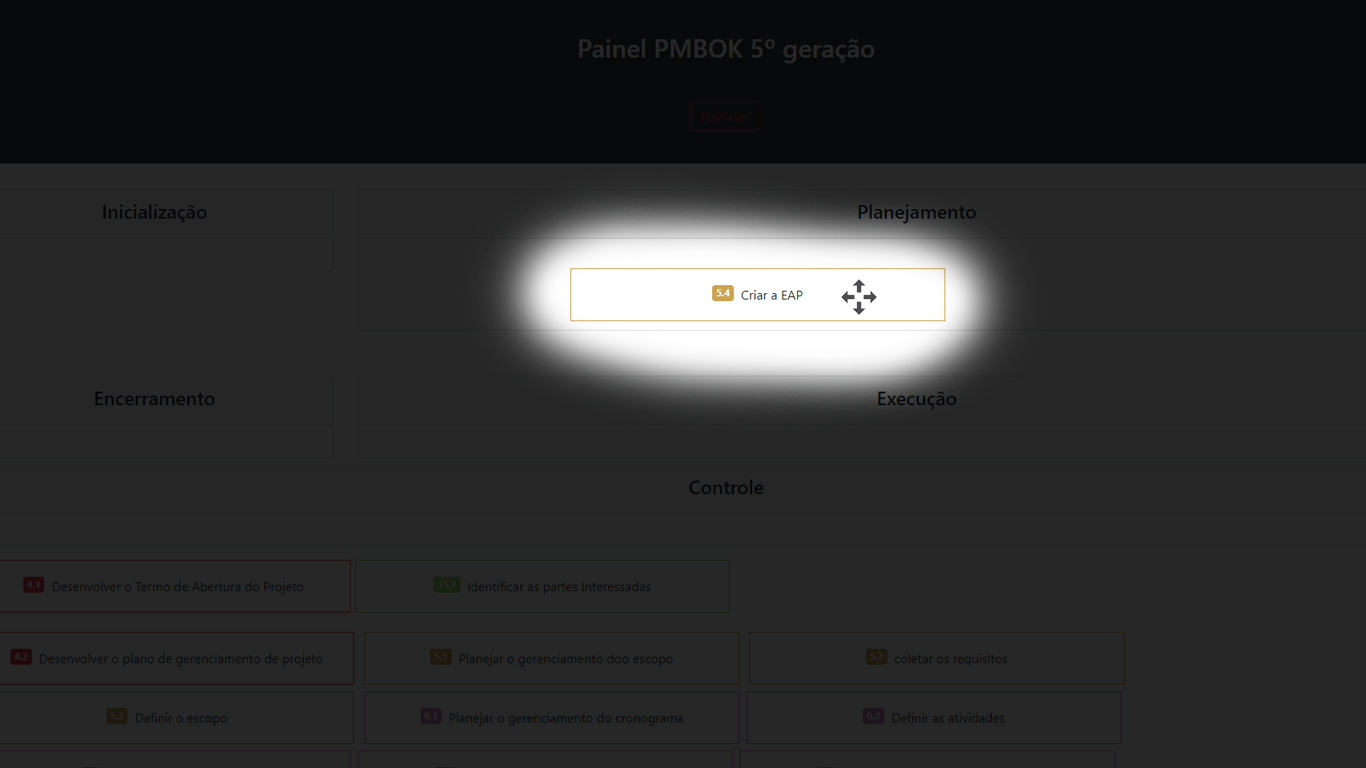 Painel PMBOK 5º geração
Reiniciar
Inicialização
Planejamento
5.4 Criar a EAP
Encerramento
Execução
Controle
4.1 Desenvolver o Termo de Abertura do Projeto
13.1 Identificar as partes Interessadas
4.2 Desenvolver o plano de gerenciamento de projeto
5.1 Planejar o gerenciamento doo escopo
5.2 coletar os requisitos
5.3 Definir o escopo
6.1 Planejar o gerenciamento do cronograma
6.2 Definir as atividades